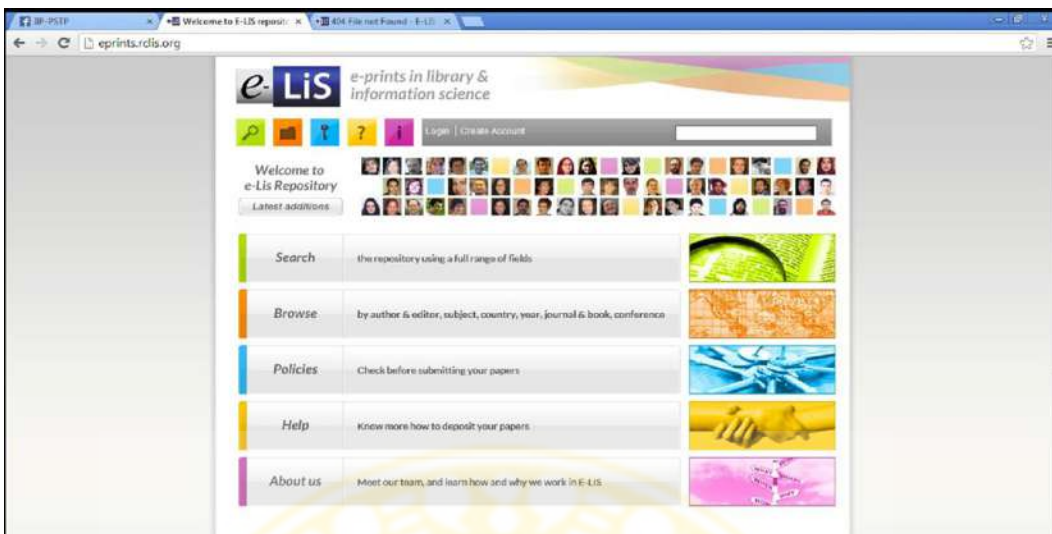 Welcome to E-LIS reposito
404 File not Found - E-LIS
eprints.rclis.org
e-LiS
e-prints in library &
information science
?
i
Login | Create Account
Welcome to
e-Lis Repository
Latest additions
Search
the repository using a full range of fields
Browse
by author & editor, subject, country, year, journal & book, conference
Policies
Check before submitting your papers
Help
Know more how to deposit your papers
About us
Meet our team, and learn how and why we work in E-LIS